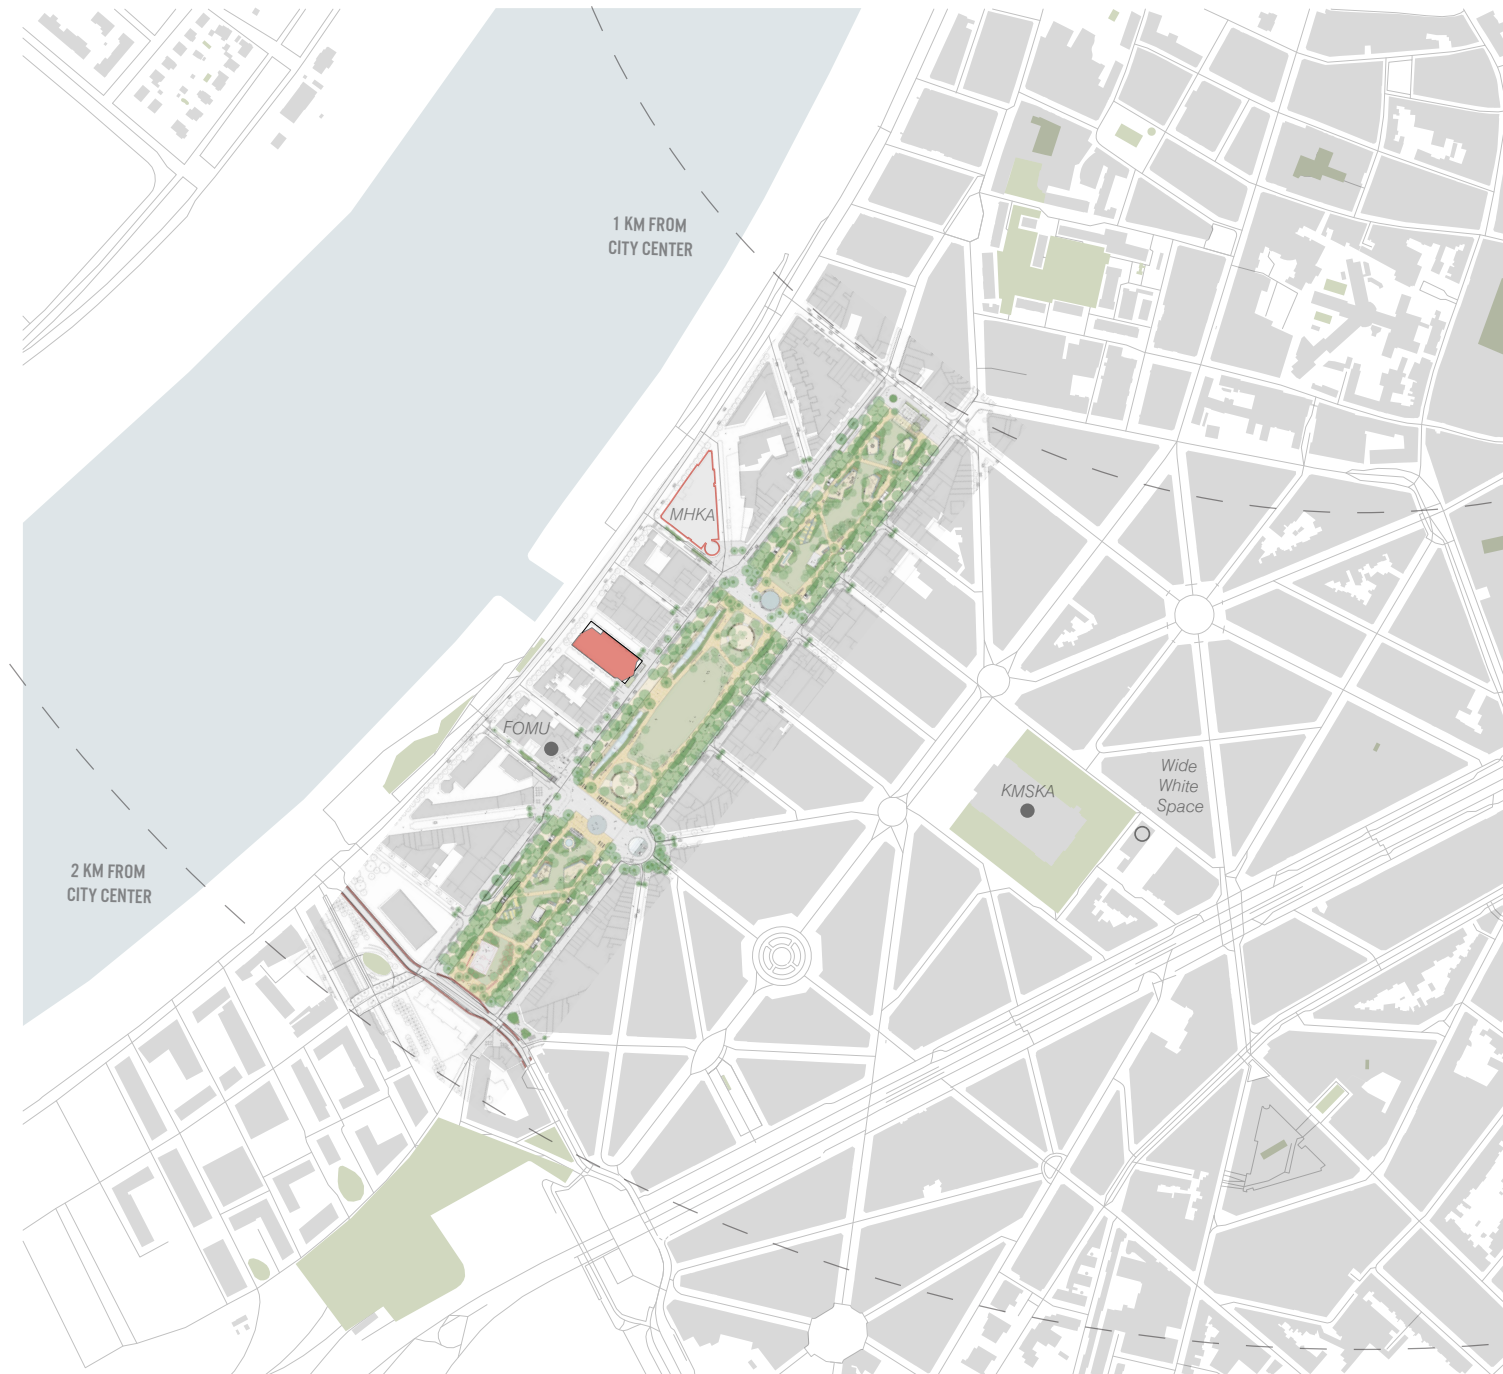 1 KM FROM
CITY CENTER
MHKA
FOMU
Wide
White
Space
KMSKA
2 KM FROM
CITY CENTER